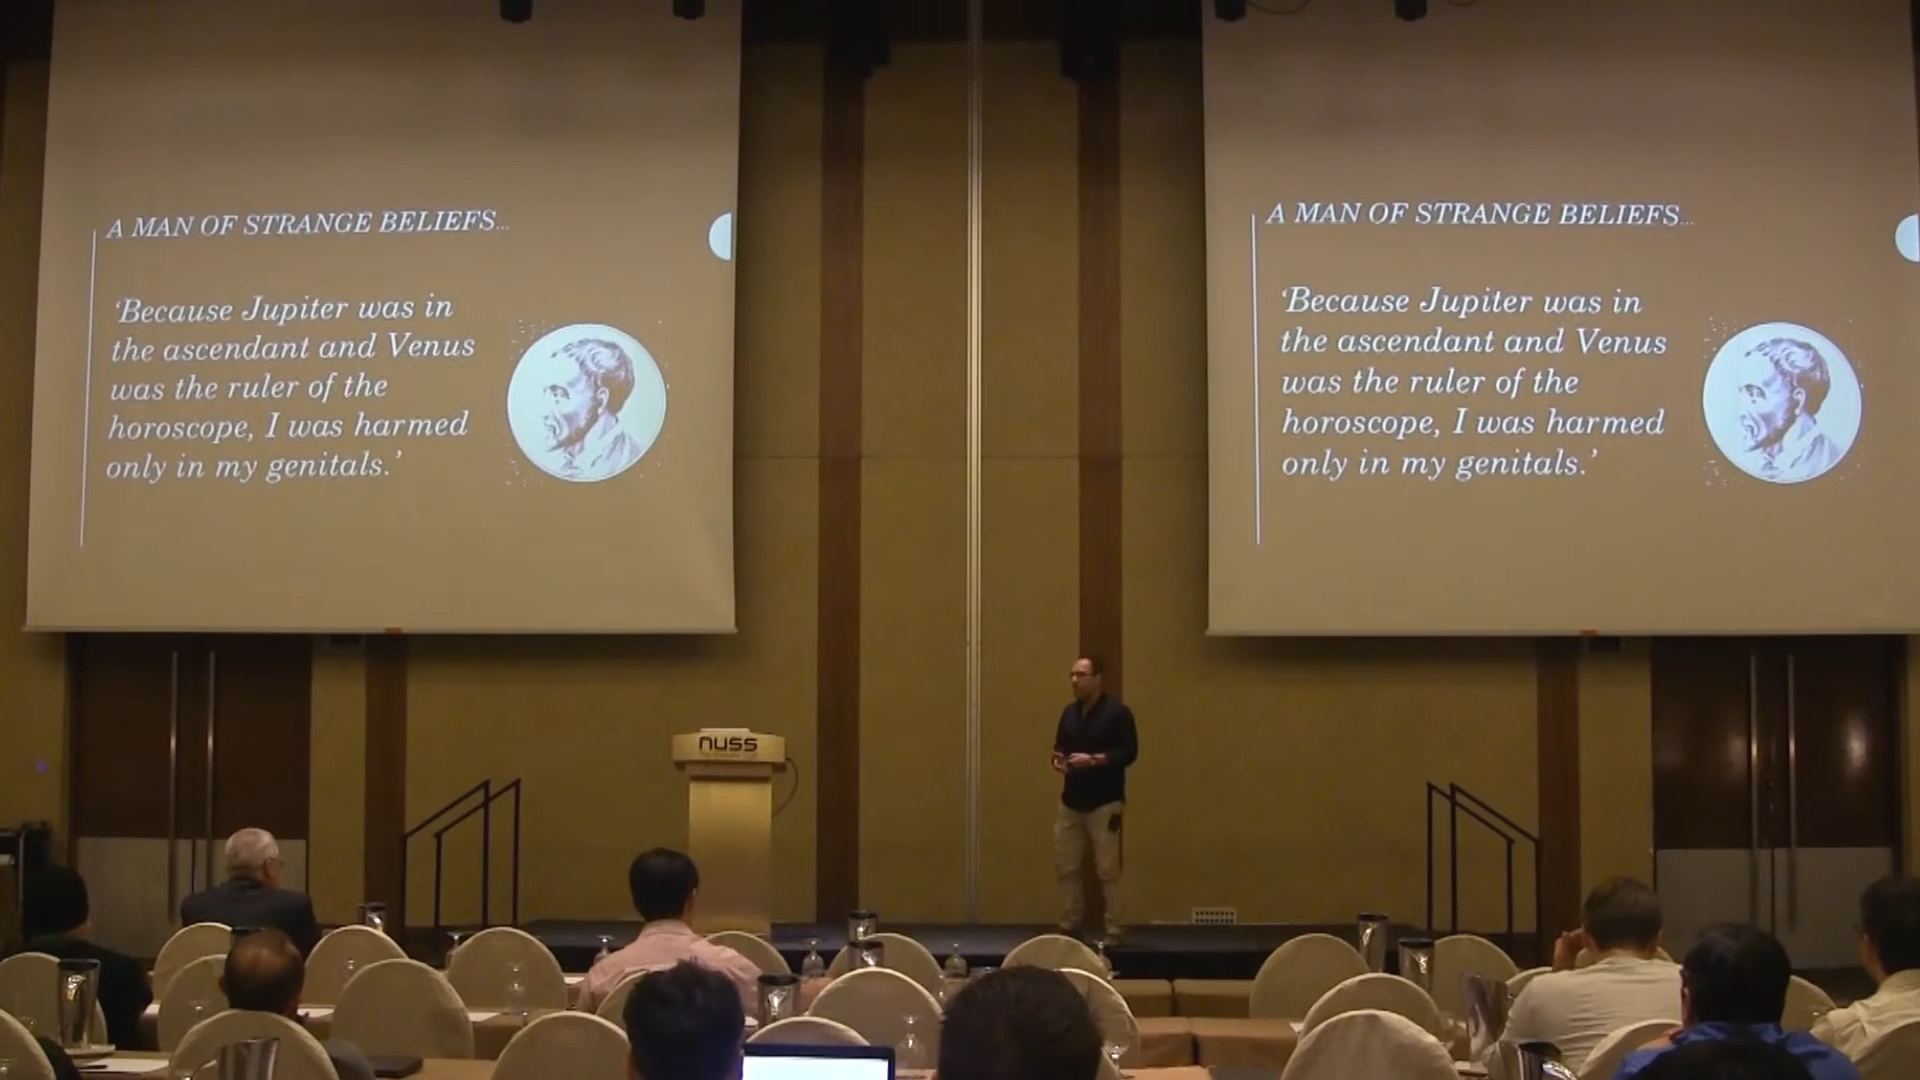 A MAN OF STRANGE BELIEFS...
‘Because Jupiter was in
the ascendant and Venus
was the ruler of the
horoscope, I was harmed
only in my genitals.’
A MAN OF STRANGE BELIEFS...
‘Because Jupiter was in
the ascendant and Venus
was the ruler of the
horoscope, I was harmed
only in my genitals.’
nuss